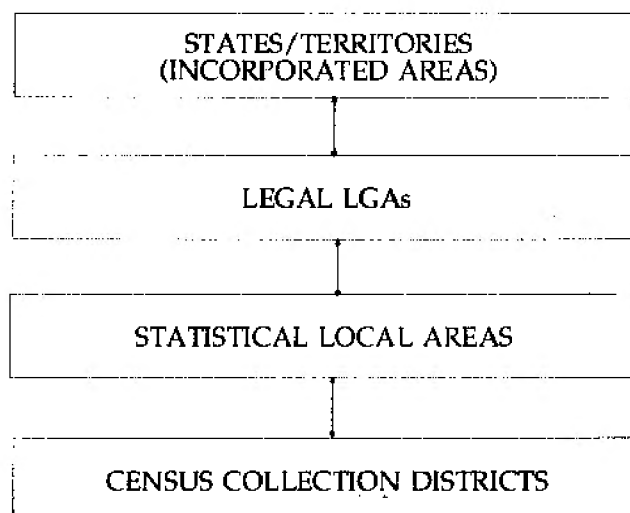 STATES/TERRITORIES
(INCORPORATED AREAS)
LEGAL LGAs
STATISTICAL LOCAL AREAS
CENSUS COLLECTION DISTRICTS